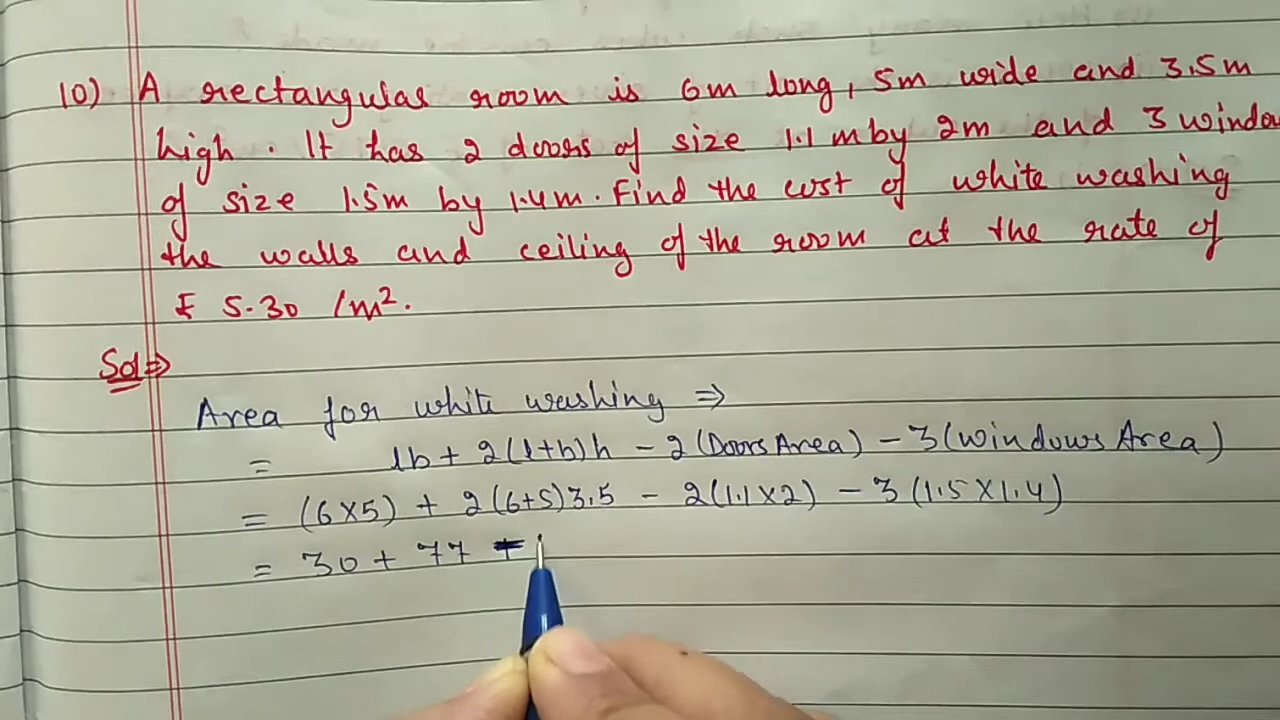 10) A rectangular room is 6m long, 5m wide and 3.5m
high. It has 2 doors of size 1.1 m by 2m and 3 window
of size 1.5m by 1.4m. Find the cost of white washing
the walls and ceiling of the room at the rate of
₹ 5.30 /m².
Sol⇒
Area for white washing ⇒
= lb + 2(l+b)h - 2(Doors Area) - 3(windows Area)
= (6×5) + 2(6+5)3.5 - 2(1.1×2) - 3(1.5×1.4)
= 30 + 77 -